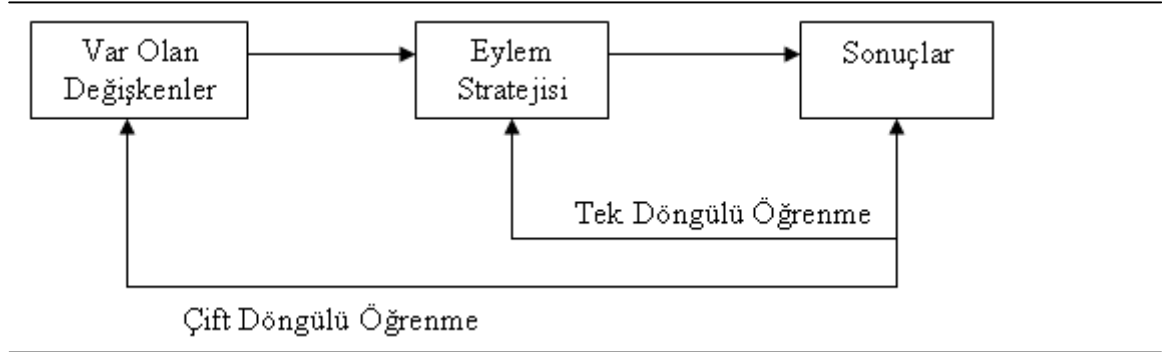 Var Olan
Değişkenler
Eylem
Stratejisi
Sonuçlar
Tek Döngülü Öğrenme
Çift Döngülü Öğrenme